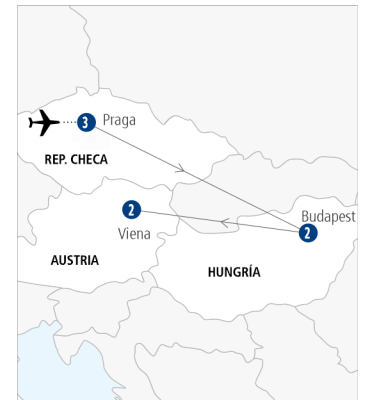 3 Praga
REP. CHECA
2
Viena
Budapest
2
AUSTRIA
HUNGRÍA